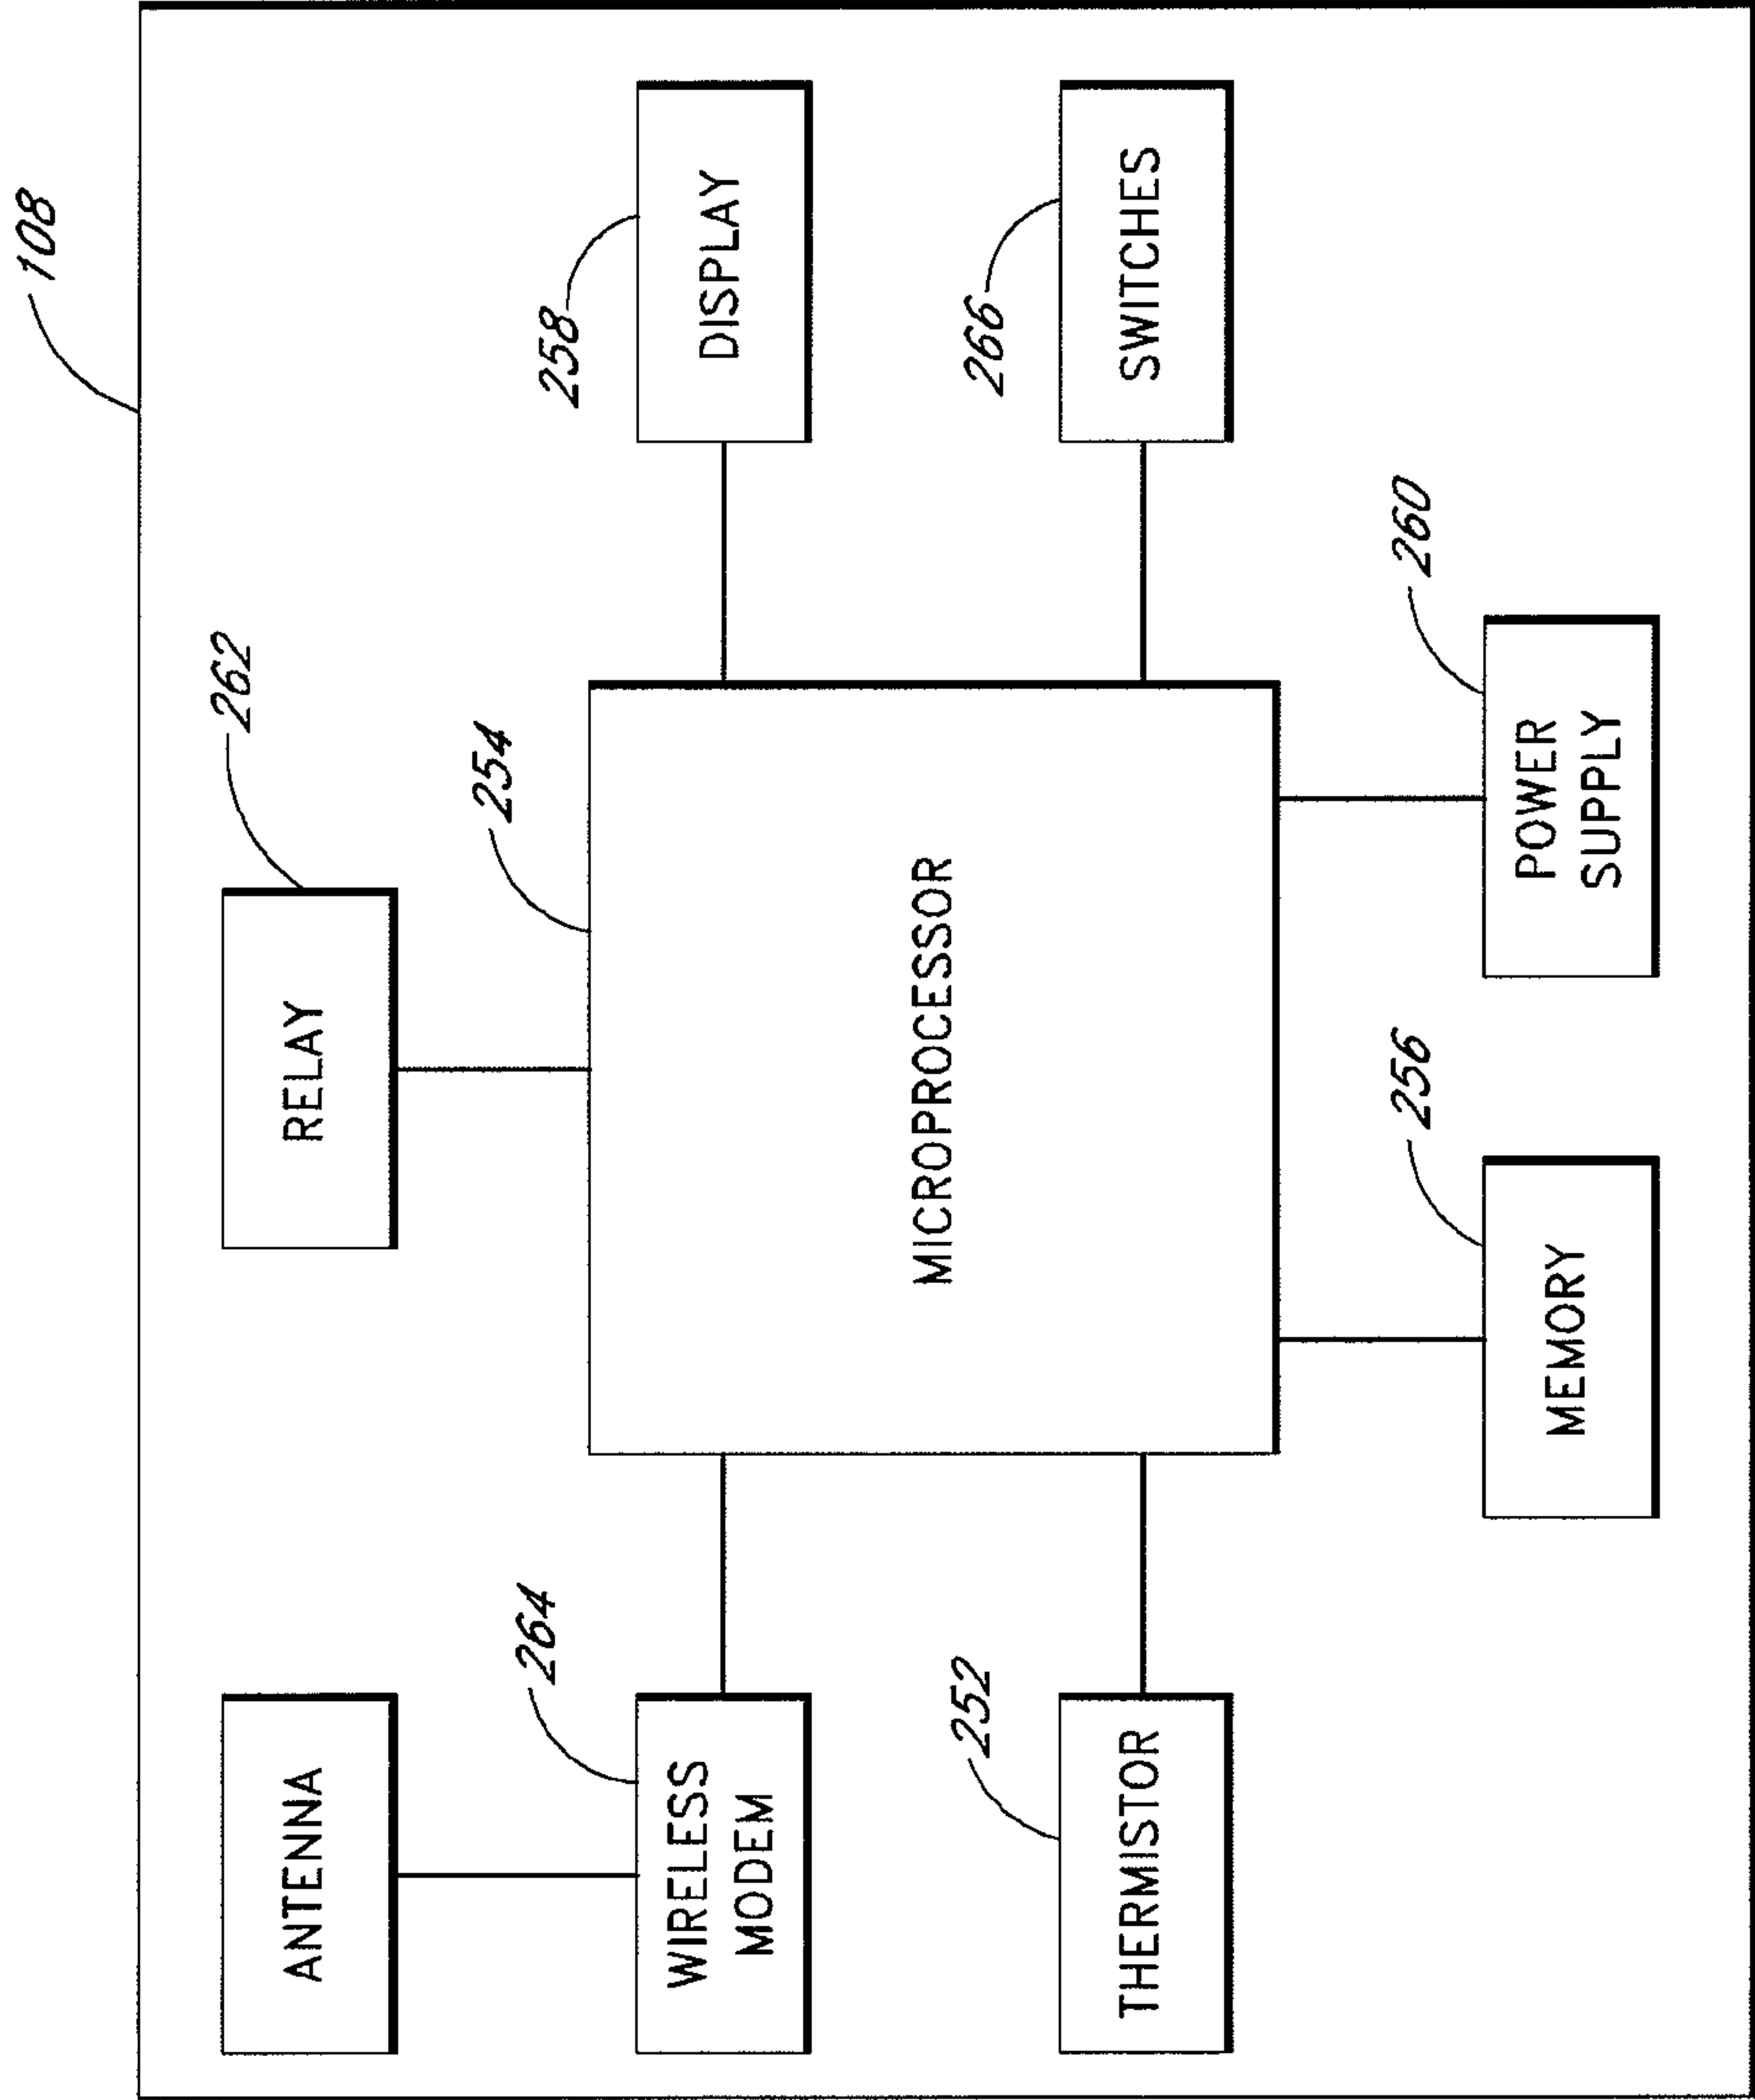 108
ANTENNA
RELAY
262
264
WIRELESS
MODEM
254
258
DISPLAY
MICROPROCESSOR
252
THERMISTOR
266
SWITCHES
256
MEMORY
260
POWER
SUPPLY